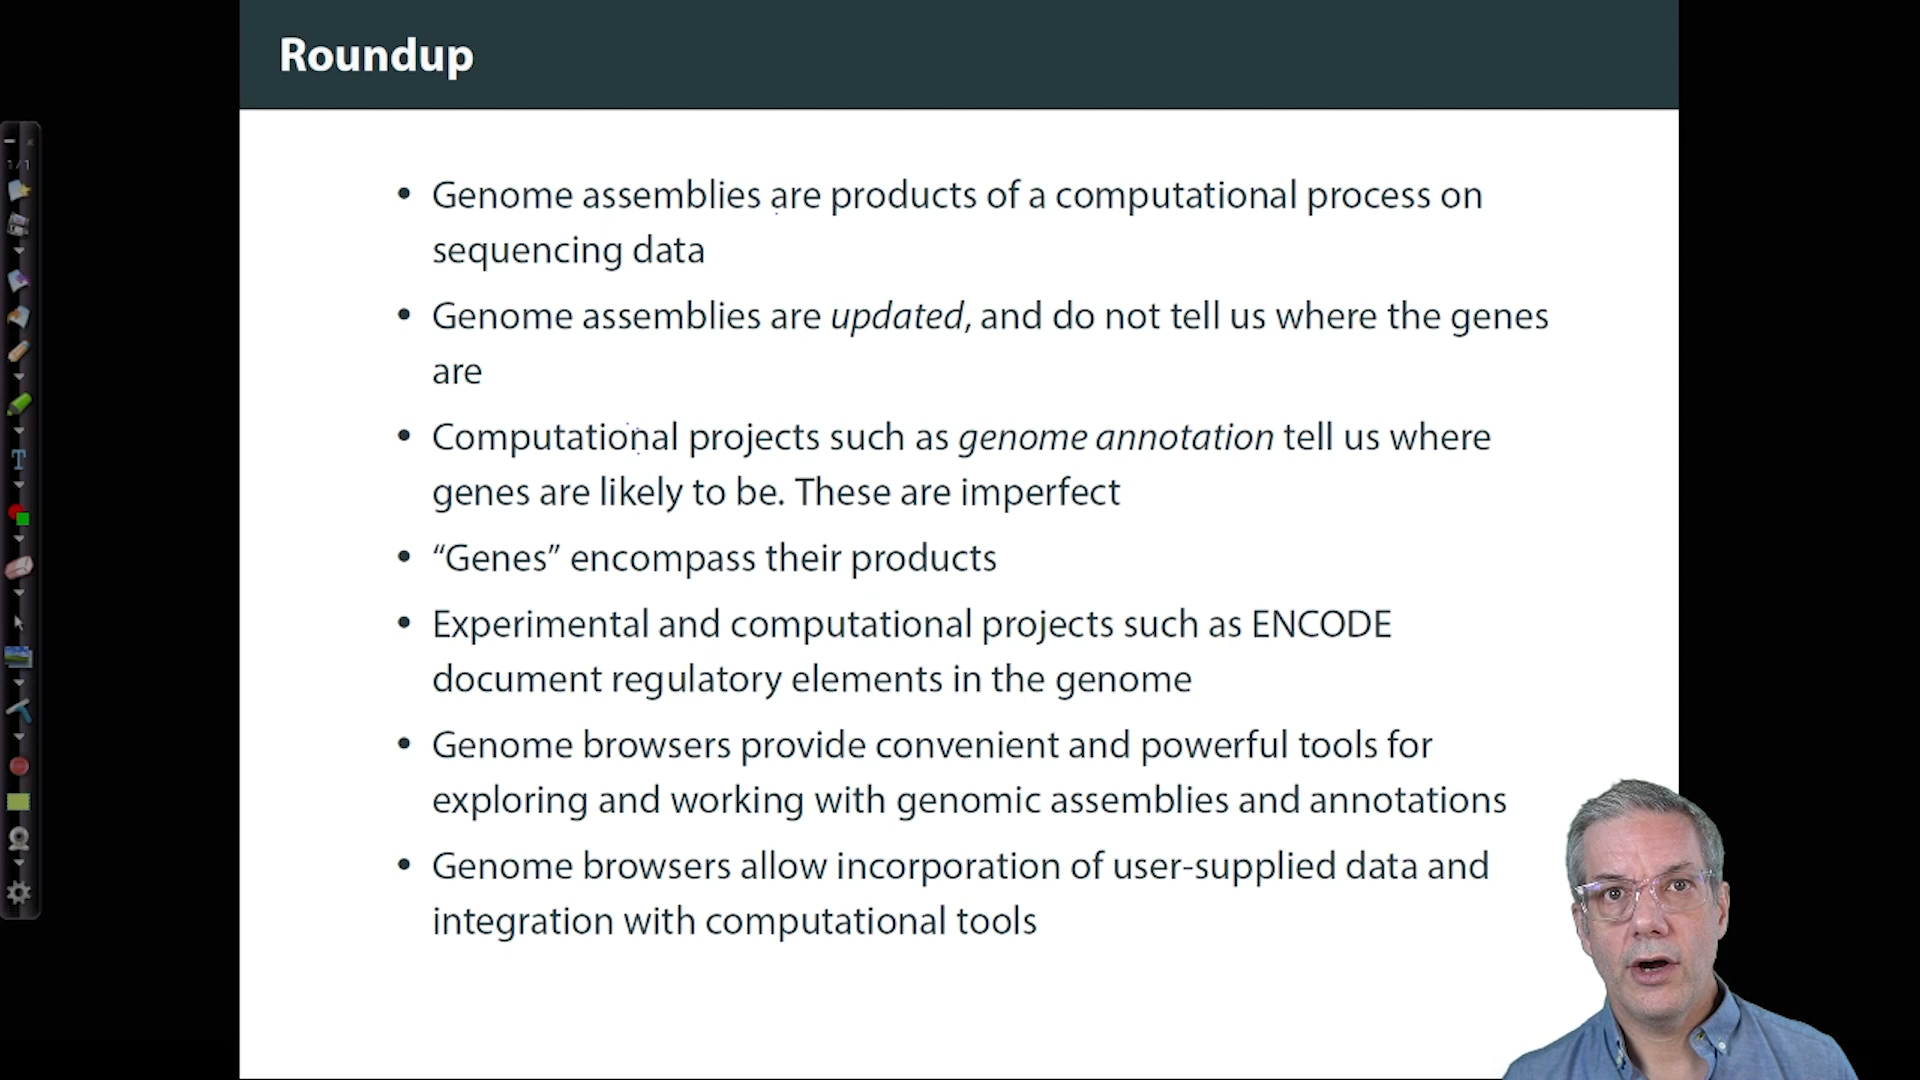 Roundup
1/1
• Genome assemblies are products of a computational process on
sequencing data
• Genome assemblies are updated, and do not tell us where the genes
are
• Computational projects such as genome annotation tell us where
genes are likely to be. These are imperfect
• “Genes” encompass their products
• Experimental and computational projects such as ENCODE
document regulatory elements in the genome
• Genome browsers provide convenient and powerful tools for
exploring and working with genomic assemblies and annotations
• Genome browsers allow incorporation of user-supplied data and
integration with computational tools